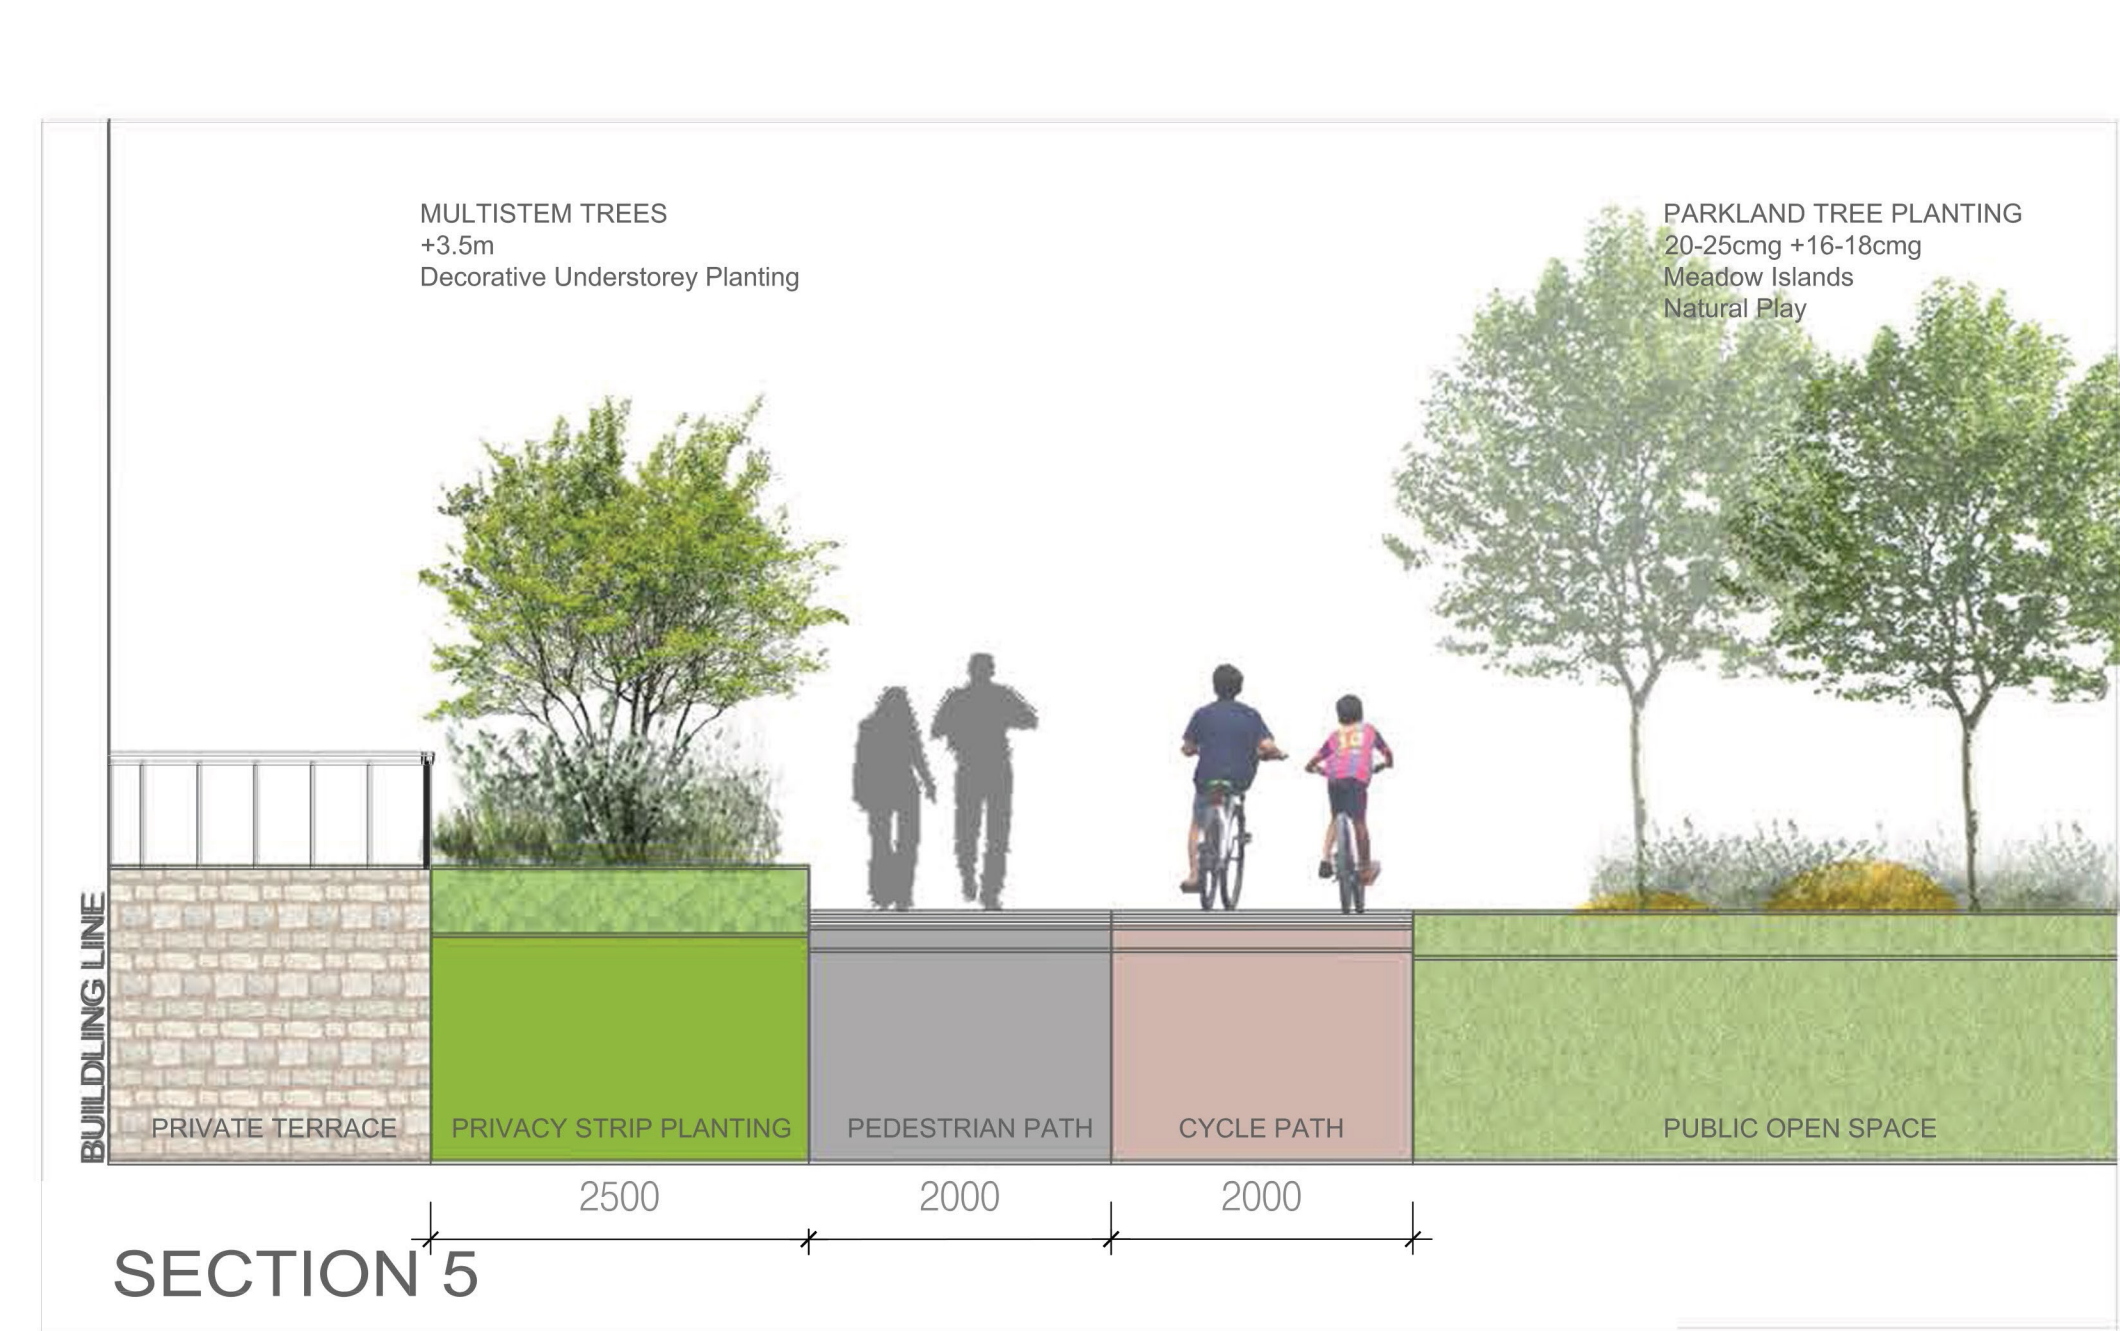 MULTISTEM TREES
+3.5m
Decorative Understorey Planting
PARKLAND TREE PLANTING
20-25cmg +16-18cmg
Meadow Islands
Natural Play
BUILDLING LINE
PRIVATE TERRACE
PRIVACY STRIP PLANTING
PEDESTRIAN PATH
CYCLE PATH
PUBLIC OPEN SPACE
2500
2000
2000
SECTION 5